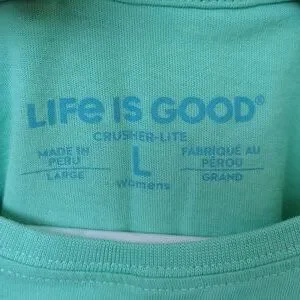 LIFE IS GOOD®
CRUSHER-LITE
MADE IN
PERU
LARGE
L
Womens
FABRIQUÉ AU
PÉROU
GRAND